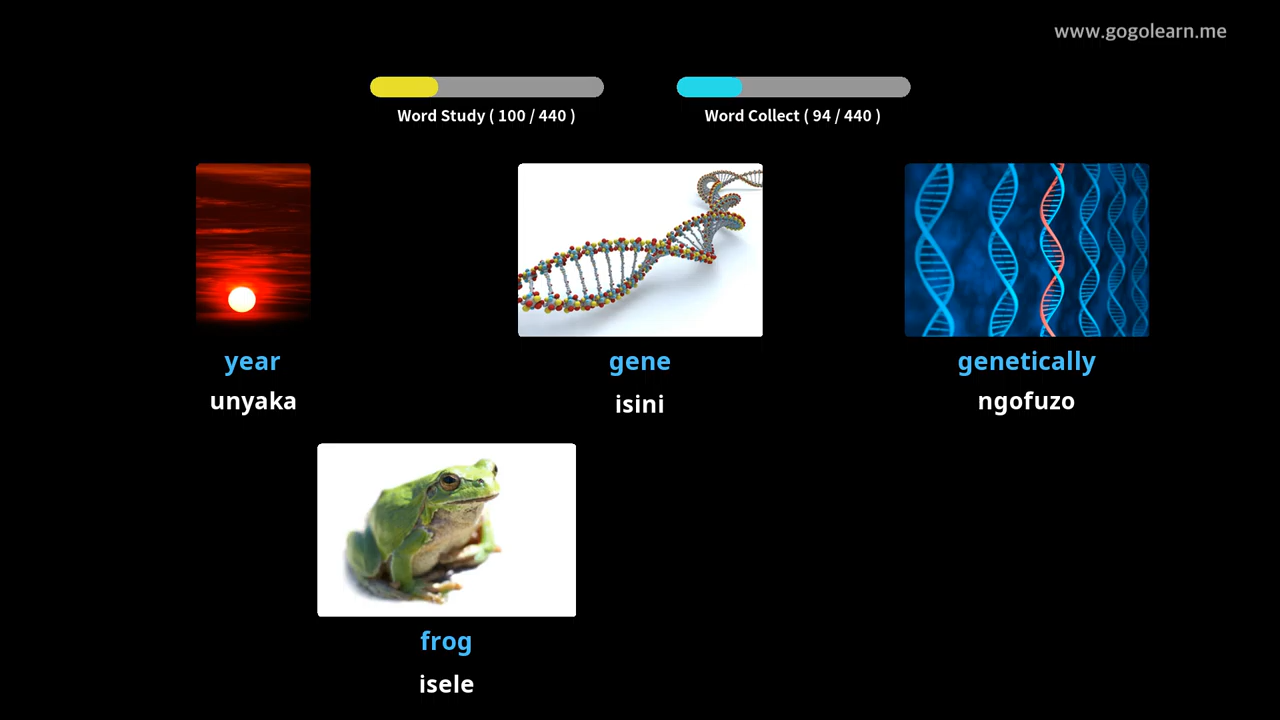 www.gogolearn.me
Word Study ( 100 / 440 )
Word Collect ( 94 / 440 )
year
unyaka
gene
isini
genetically
ngofuzo
frog
isele